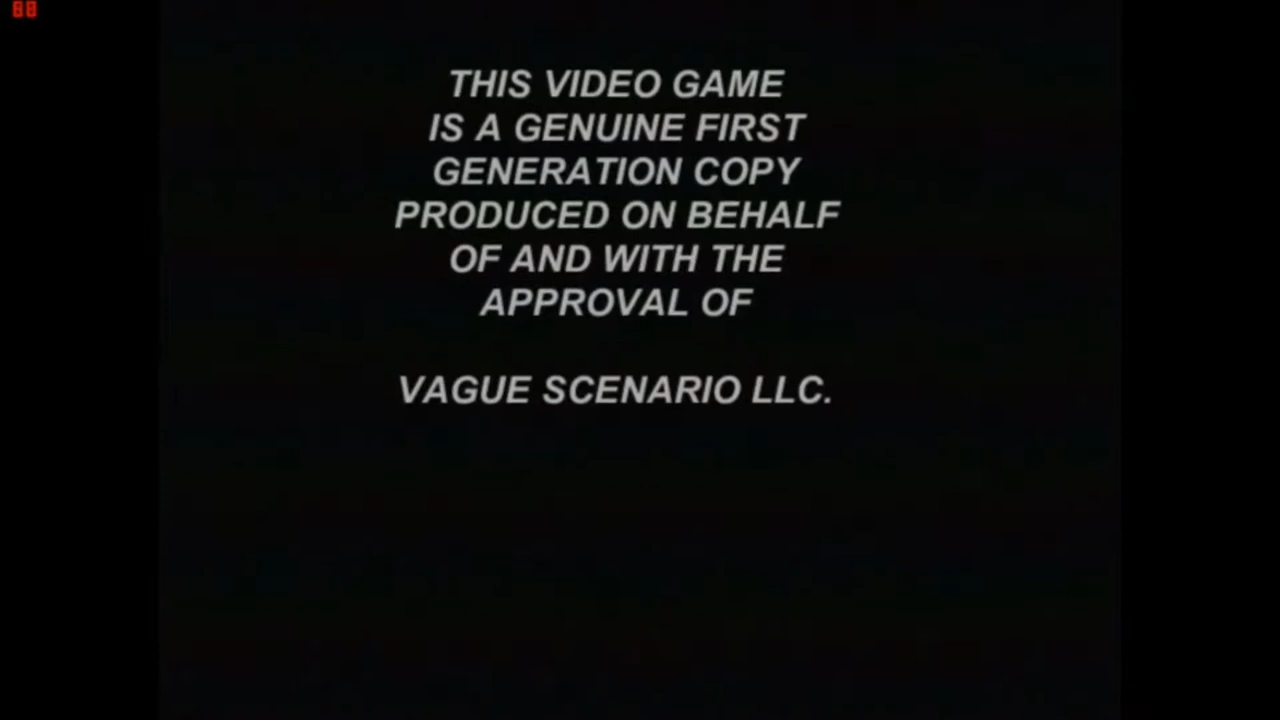 80
THIS VIDEO GAME
IS A GENUINE FIRST
GENERATION COPY
PRODUCED ON BEHALF
OF AND WITH THE
APPROVAL OF
VAGUE SCENARIO LLC.